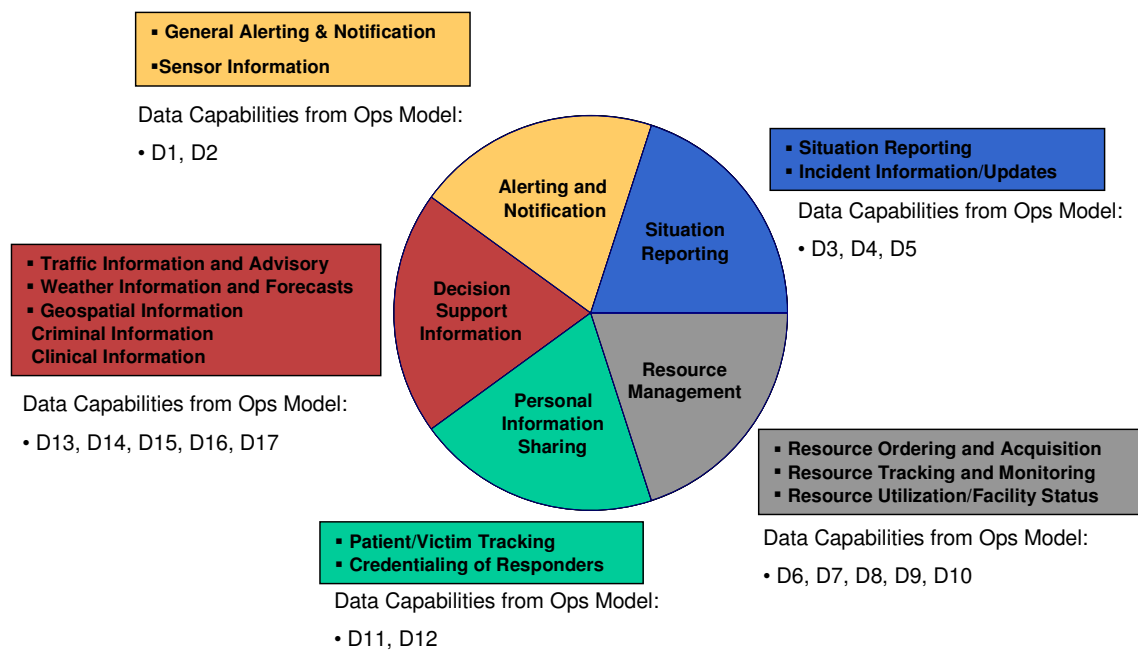 ▪ General Alerting & Notification
▪Sensor Information
Data Capabilities from Ops Model:
• D1, D2
▪ Situation Reporting
▪ Incident Information/Updates
Data Capabilities from Ops Model:
• D3, D4, D5
Alerting and
Notification
Situation
Reporting
Decision
Support
Information
Resource
Management
Personal
Information
Sharing
▪ Traffic Information and Advisory
▪ Weather Information and Forecasts
▪ Geospatial Information
Criminal Information
Clinical Information
Data Capabilities from Ops Model:
• D13, D14, D15, D16, D17
▪ Resource Ordering and Acquisition
▪ Resource Tracking and Monitoring
▪ Resource Utilization/Facility Status
Data Capabilities from Ops Model:
• D6, D7, D8, D9, D10
▪ Patient/Victim Tracking
▪ Credentialing of Responders
Data Capabilities from Ops Model:
• D11, D12